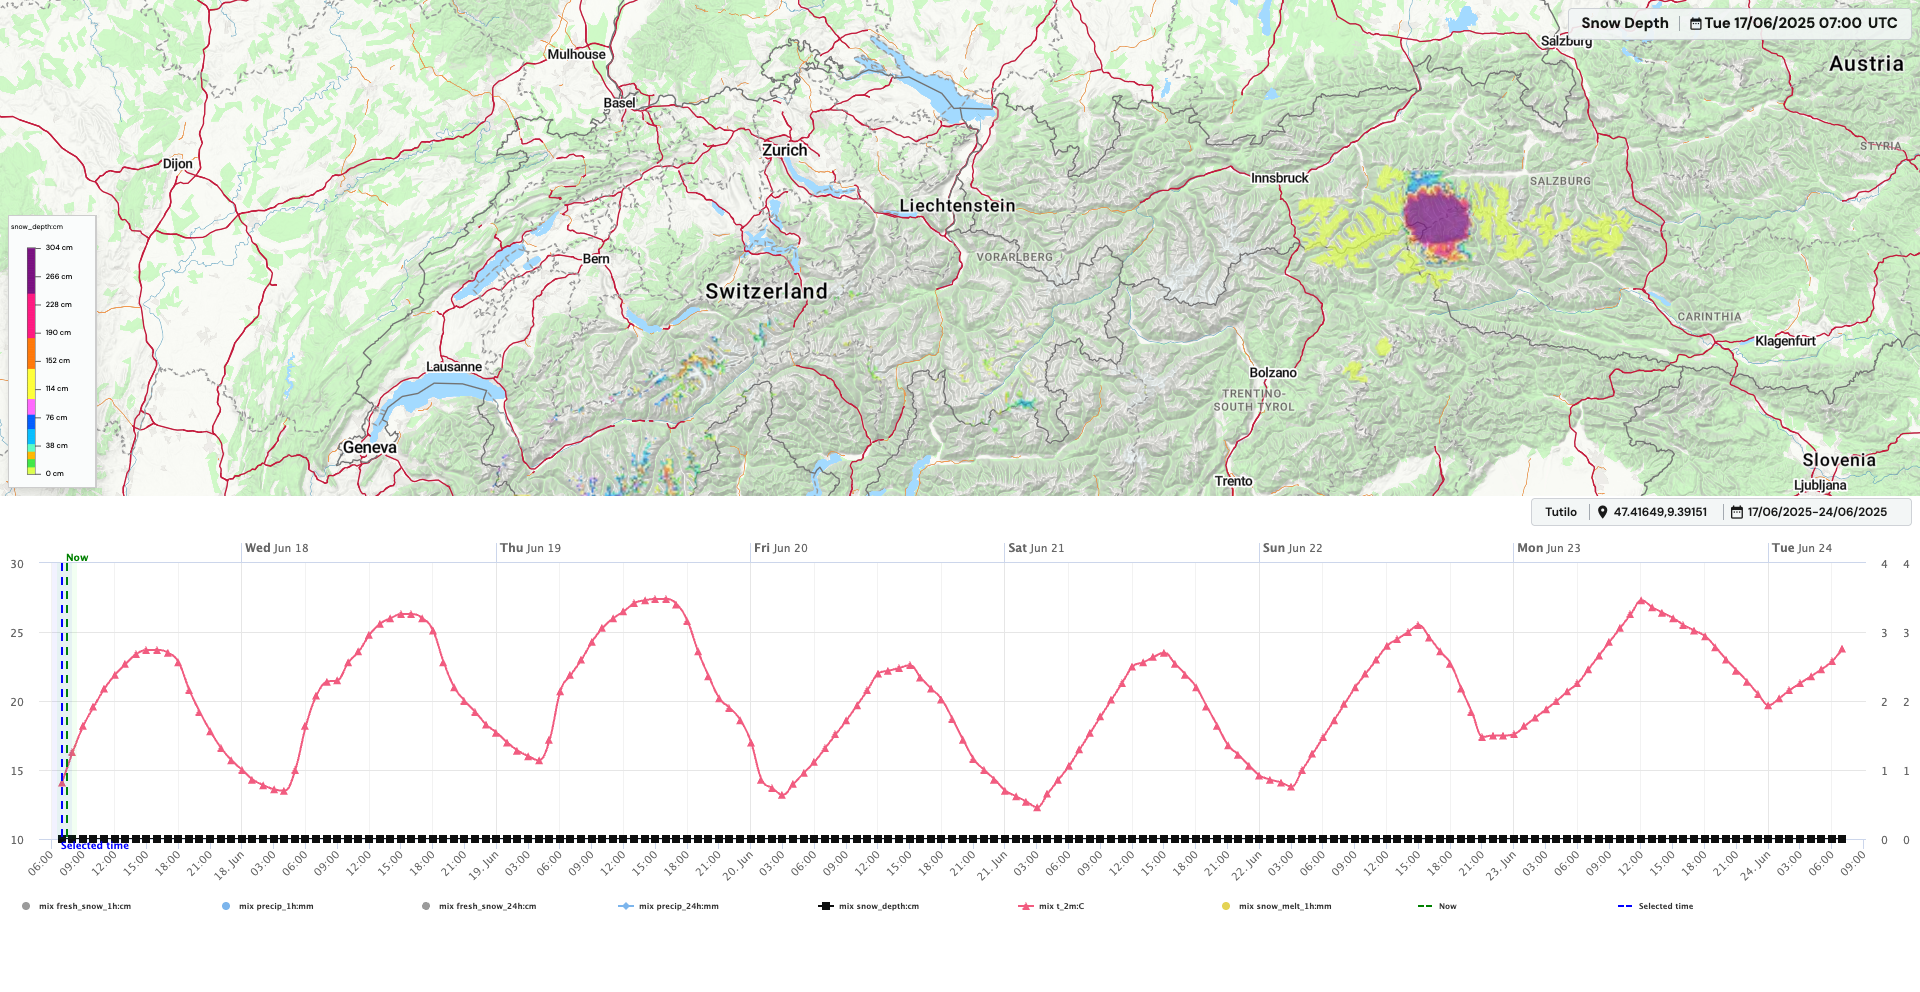 Snow Depth Tue 17/06/2025 07:00 UTC
Mulhouse
Salzburg
Austria
Basel
Zurich
STYRIA
Dijon
Innsbruck
SALZBURG
Liechtenstein
snow_depth:cm
304 cm
266 cm
228 cm
190 cm
152 cm
114 cm
76 cm
38 cm
0 cm
Bern
VORARLBERG
Switzerland
CARINTHIA
Klagenfurt
Lausanne
Bolzano
TRENTINO-
SOUTH TYROL
Geneva
Slovenia
Trento
Ljubljana
Tutilo 47.41649,9.39151 17/06/2025-24/06/2025
Now
Wed Jun 18 Thu Jun 19 Fri Jun 20 Sat Jun 21 Sun Jun 22 Mon Jun 23 Tue Jun 24
30 4 4
25 3 3
20 2 2
15 1 1
10 0 0
Selected time
06:00 09:00 12:00 15:00 18:00 21:00 18. Jun 03:00 06:00 09:00 12:00 15:00 18:00 21:00 19. Jun 03:00 06:00 09:00 12:00 15:00 18:00 21:00 20. Jun 03:00 06:00 09:00 12:00 15:00 18:00 21:00 21. Jun 03:00 06:00 09:00 12:00 15:00 18:00 21:00 22. Jun 03:00 06:00 09:00 12:00 15:00 18:00 21:00 23. Jun 03:00 06:00 09:00 12:00 15:00 18:00 21:00 24. Jun 03:00 06:00 09:00
mix fresh_snow_1h:cm mix precip_1h:mm mix fresh_snow_24h:cm mix precip_24h:mm mix snow_depth:cm mix t_2m:C mix snow_melt_1h:mm Now Selected time